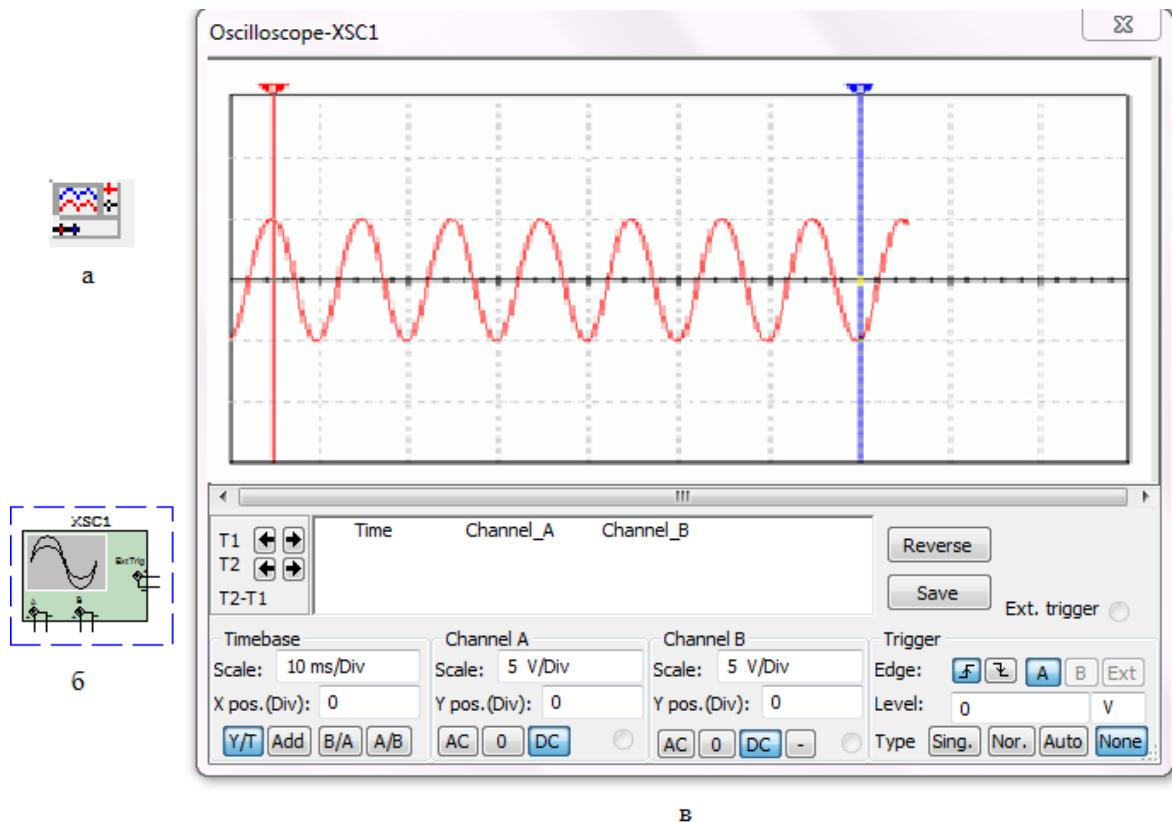 Oscilloscope-XSC1
а
XSC1
Ext Trig
A B
б
Time Channel_A Channel_B
T1
T2
T2-T1
Reverse
Save
Ext. trigger
Timebase
Scale: 10 ms/Div
X pos.(Div): 0
Y/T Add B/A A/B
Channel A
Scale: 5 V/Div
Y pos.(Div): 0
AC 0 DC
Channel B
Scale: 5 V/Div
Y pos.(Div): 0
AC 0 DC -
Trigger
Edge: A B Ext
Level: 0 V
Type Sing. Nor. Auto None
в